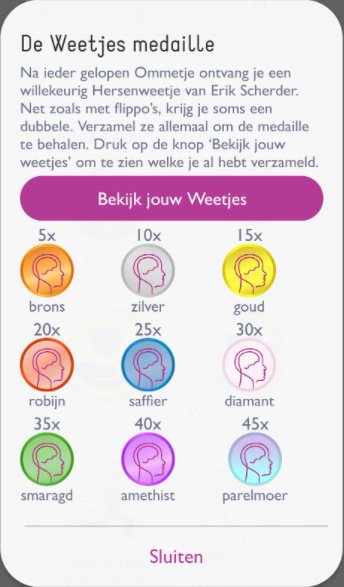 De Weetjes medaille
Na ieder gelopen Ommetje ontvang je een
willekeurig Hersenweetje van Erik Scherder.
Net zoals met flippo's, krijg je soms een
dubbele. Verzamel ze allemaal om de medaille
te behalen. Druk op de knop 'Bekijk jouw
weetjes' om te zien welke je al hebt verzameld.
Bekijk jouw Weetjes
5x 10x 15x
brons zilver goud
20x 25x 30x
robijn saffier diamant
35x 40x 45x
smaragd amethist parelmoer
Sluiten